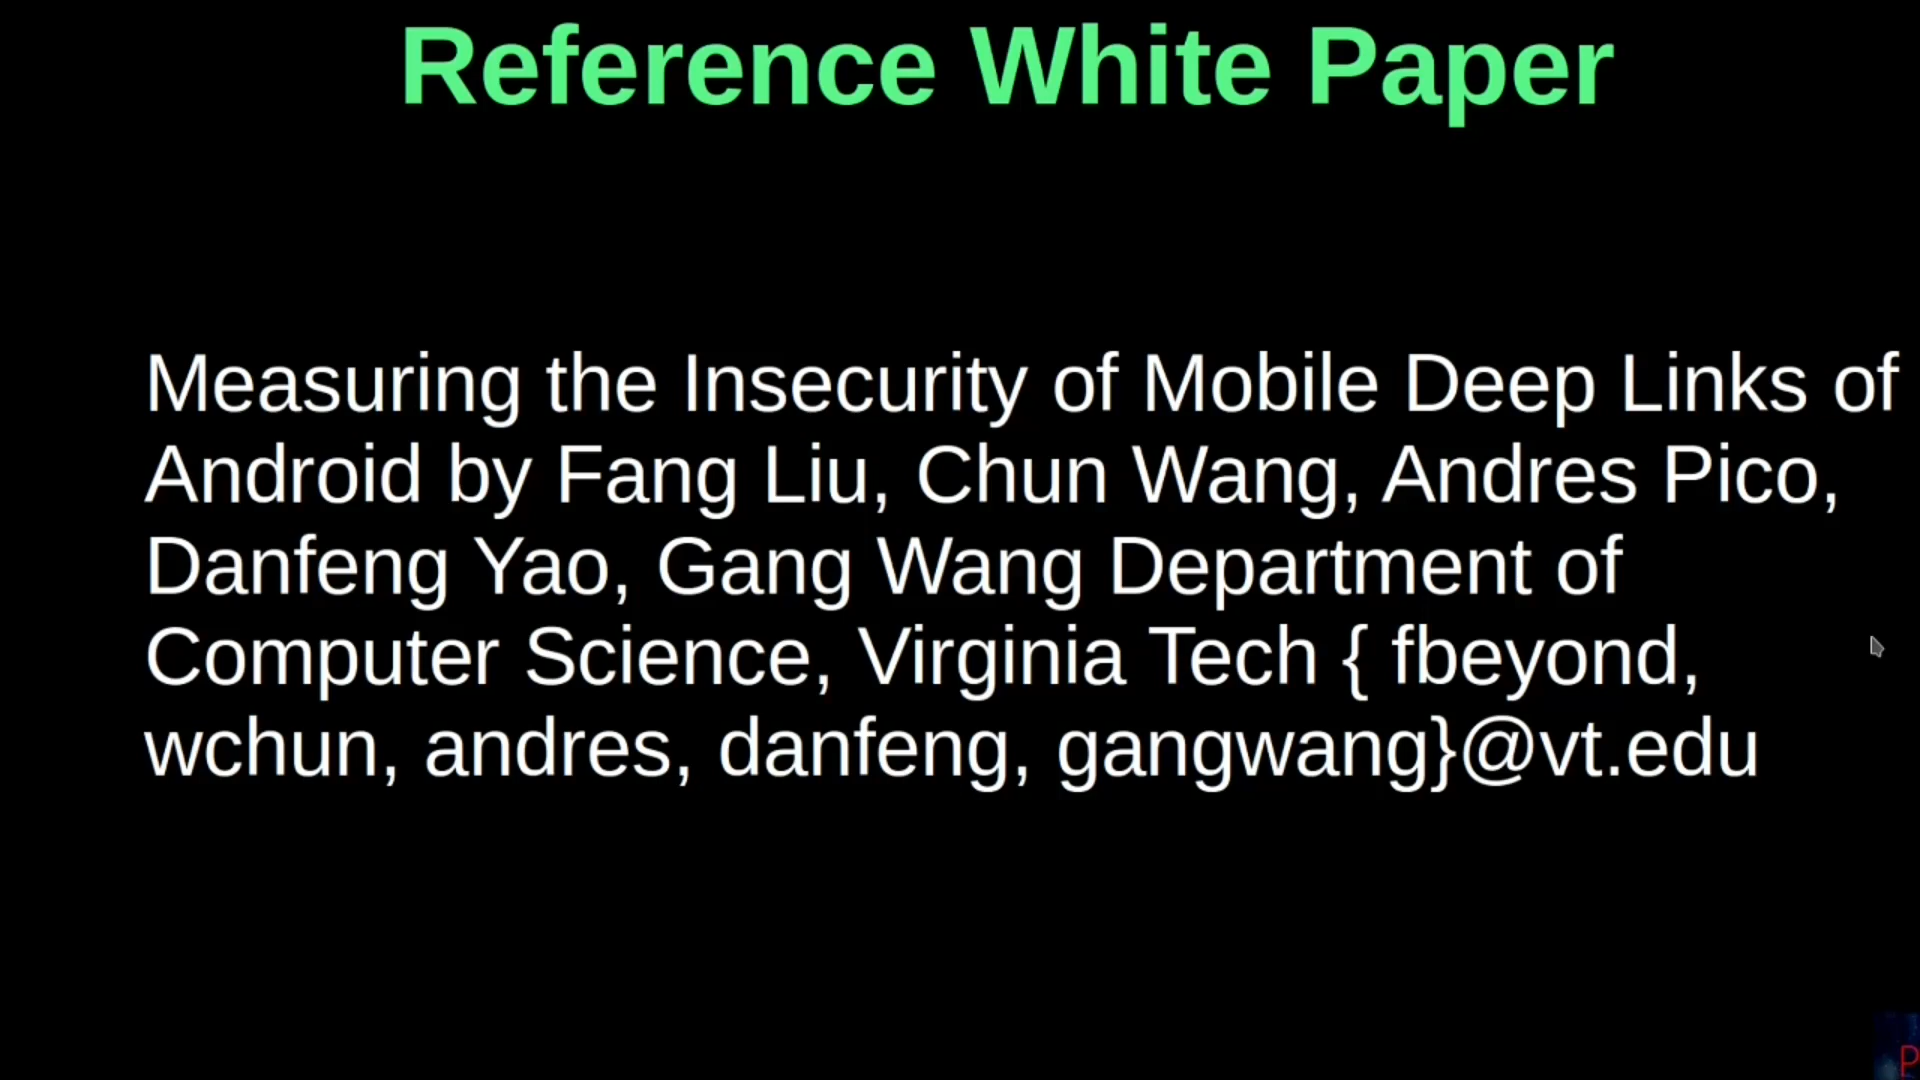 Reference White Paper
Measuring the Insecurity of Mobile Deep Links of
Android by Fang Liu, Chun Wang, Andres Pico,
Danfeng Yao, Gang Wang Department of
Computer Science, Virginia Tech { fbeyond,
wchun, andres, danfeng, gangwang}@vt.edu
P